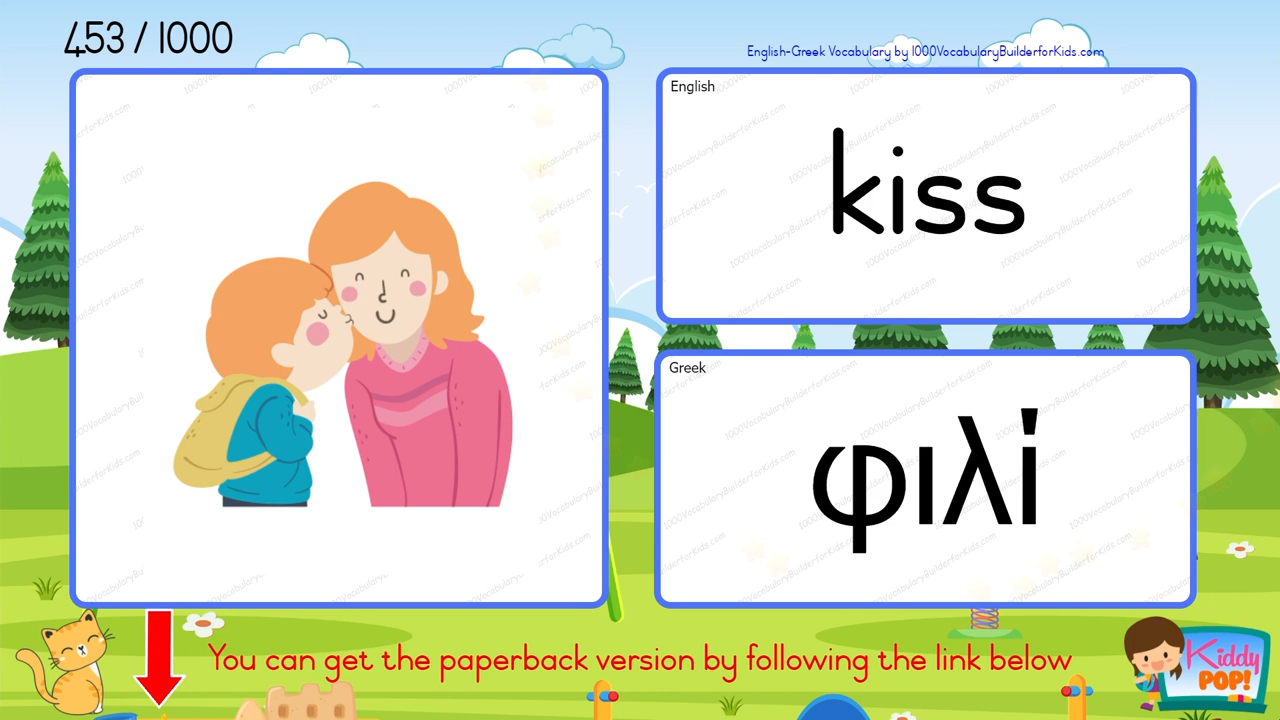 453 / 1000
English-Greek Vocabulary by 1000VocabularyBuilderforKids.com
English
kiss
Greek
φιλί
You can get the paperback version by following the link below
Kiddy
POP!